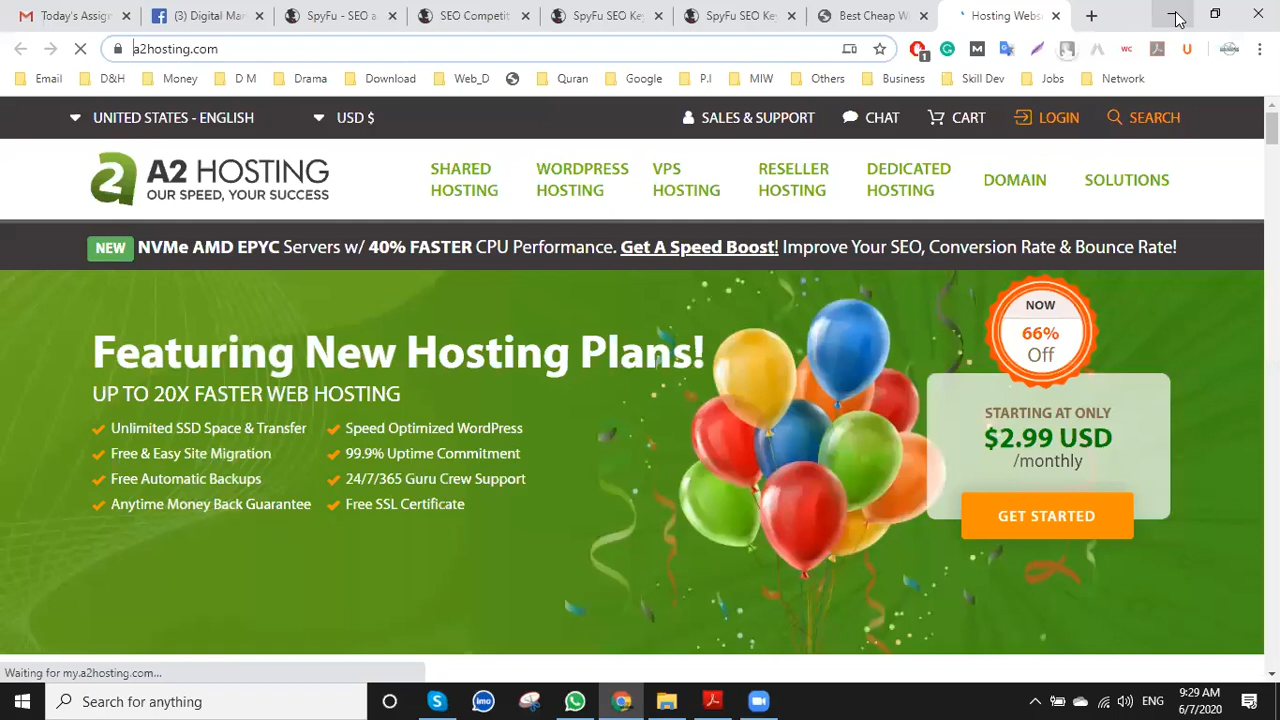 Today's Assign
(3) Digital Mar
SpyFu - SEO a
SEO Competit
SpyFu SEO Key
SpyFu SEO Key
Best Cheap W
Hosting Webs
a2hosting.com
Email
D&H
Money
D M
Drama
Download
Web_D
Quran
Google
P.I
MIW
Others
Business
Skill Dev
Jobs
Network
UNITED STATES - ENGLISH
USD $
SALES & SUPPORT
CHAT
CART
LOGIN
SEARCH
A2 HOSTING
OUR SPEED, YOUR SUCCESS
SHARED HOSTING
WORDPRESS HOSTING
VPS HOSTING
RESELLER HOSTING
DEDICATED HOSTING
DOMAIN
SOLUTIONS
NEW NVMe AMD EPYC Servers w/ 40% FASTER CPU Performance. Get A Speed Boost! Improve Your SEO, Conversion Rate & Bounce Rate!
Featuring New Hosting Plans!
UP TO 20X FASTER WEB HOSTING
Unlimited SSD Space & Transfer
Speed Optimized WordPress
Free & Easy Site Migration
99.9% Uptime Commitment
Free Automatic Backups
24/7/365 Guru Crew Support
Anytime Money Back Guarantee
Free SSL Certificate
NOW
66%
Off
STARTING AT ONLY
$2.99 USD
/monthly
GET STARTED
Waiting for my.a2hosting.com...
Search for anything
ENG
9:29 AM
6/7/2020